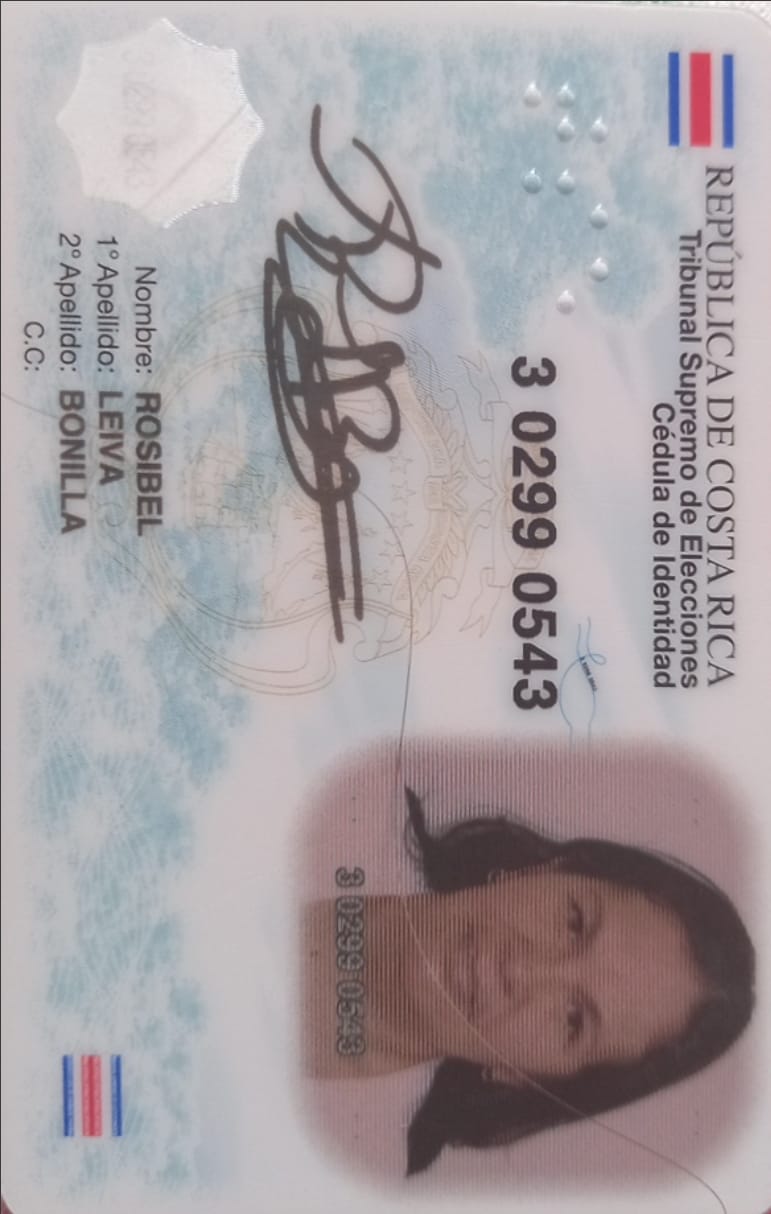 REPÚBLICA DE COSTA RICA
Tribunal Supremo de Elecciones
Cédula de Identidad
3 0299 0543
3 0299 0543
Nombre: ROSIBEL
1° Apellido: LEIVA
2° Apellido: BONILLA
C.C: